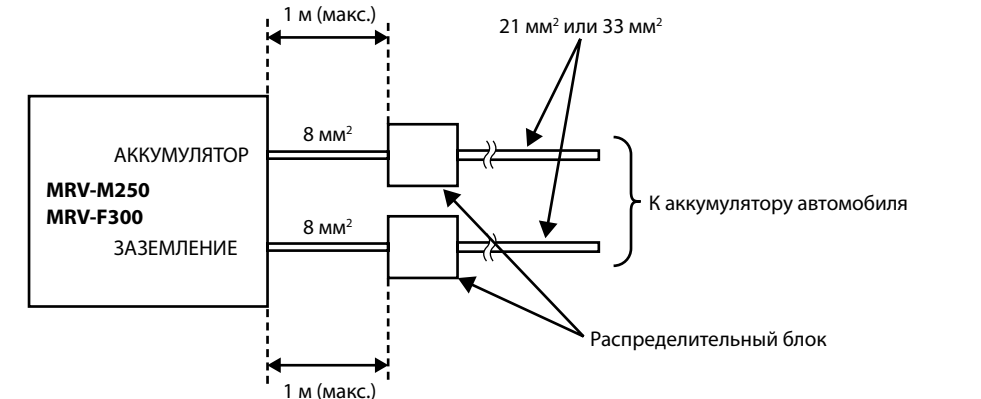 1 м (макс.)
21 мм² или 33 мм²
8 мм²
АККУМУЛЯТОР
MRV-M250
MRV-F300
К аккумулятору автомобиля
8 мм²
ЗАЗЕМЛЕНИЕ
Распределительный блок
1 м (макс.)